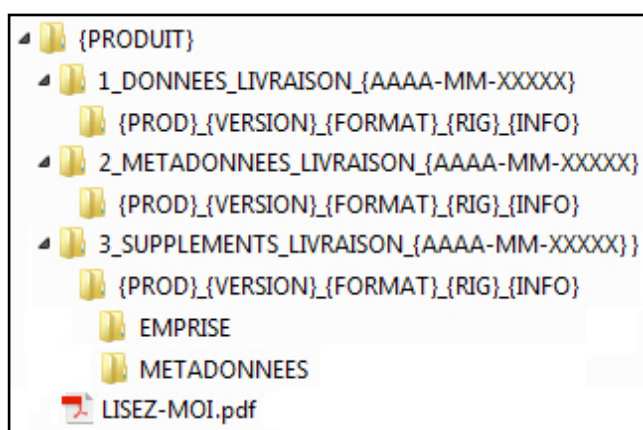 {PRODUIT}
1_DONNEES_LIVRAISON_{AAAA-MM-XXXXX}
{PROD}_{VERSION}_{FORMAT}_{RIG}_{INFO}
2_METADONNEES_LIVRAISON_{AAAA-MM-XXXXX}
{PROD}_{VERSION}_{FORMAT}_{RIG}_{INFO}
3_SUPPLEMENTS_LIVRAISON_{AAAA-MM-XXXXX}}
{PROD}_{VERSION}_{FORMAT}_{RIG}_{INFO}
EMPRISE
METADONNEES
LISEZ-MOI.pdf